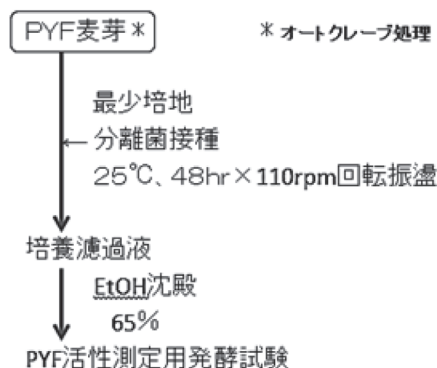 PYF麦芽* * オートクレーブ処理
最少培地
分離菌接種
25℃、48hr×110rpm回転振盪
培養濾過液
EtOH沈殿
65%
PYF活性測定用発酵試験